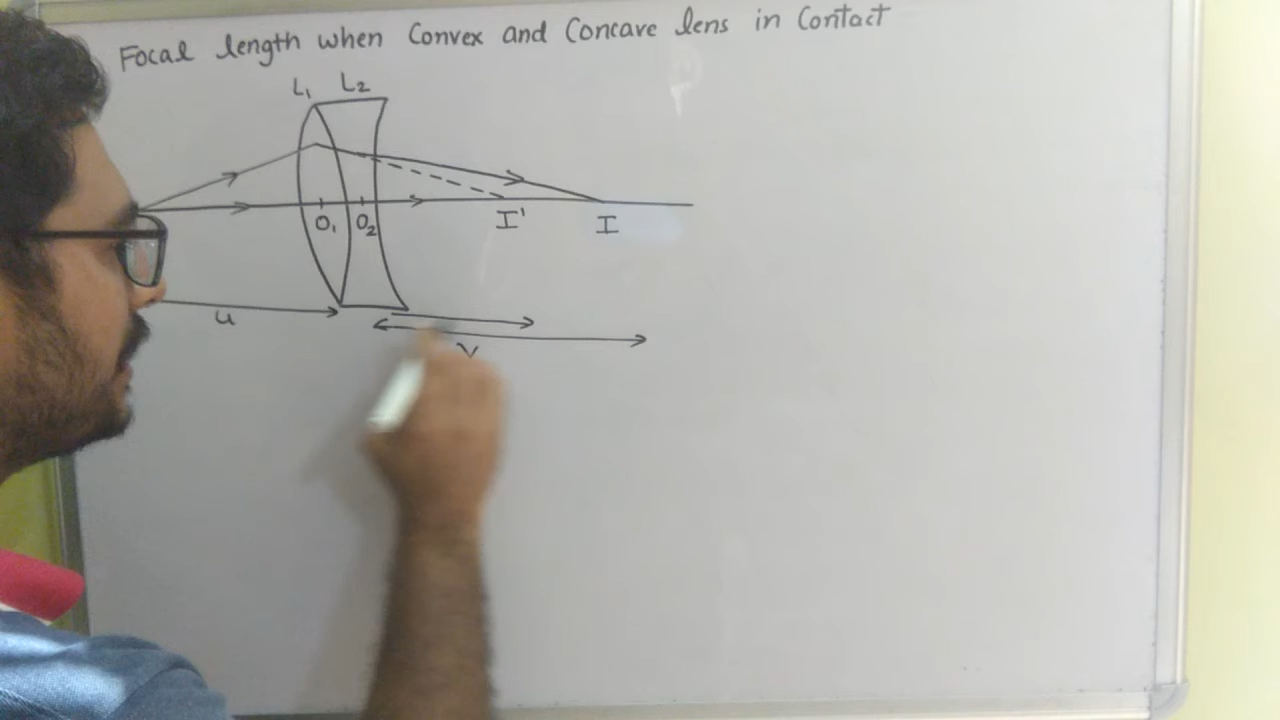 Focal length when Convex and Concave lens in Contact
L1 L2
O1 O2 I' I
u
v